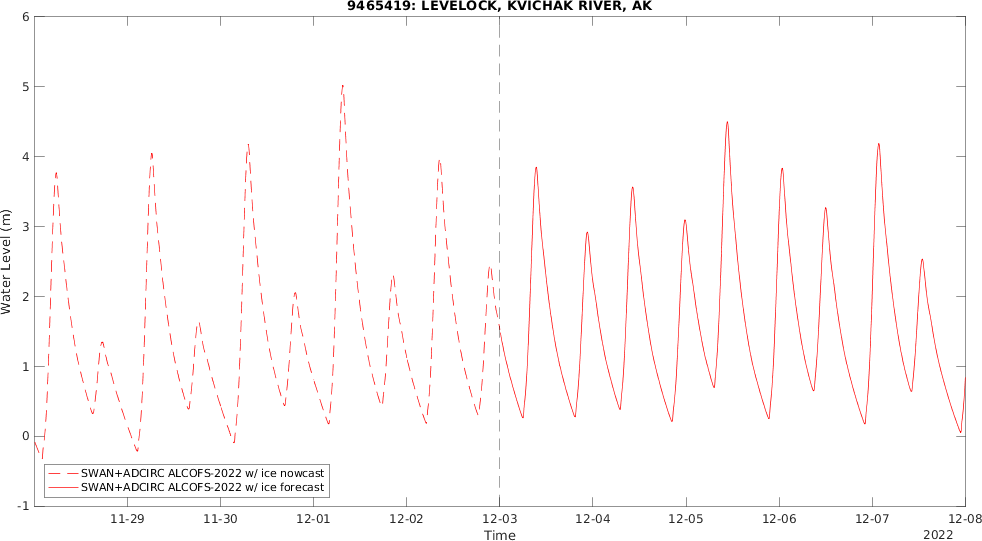 9465419: LEVELOCK, KVICHAK RIVER, AK
6
5
4
3
2
1
0
-1
Water Level (m)
SWAN+ADCIRC ALCOFS-2022 w/ ice nowcast
SWAN+ADCIRC ALCOFS-2022 w/ ice forecast
11-29 11-30 12-01 12-02 12-03 12-04 12-05 12-06 12-07 12-08
Time
2022